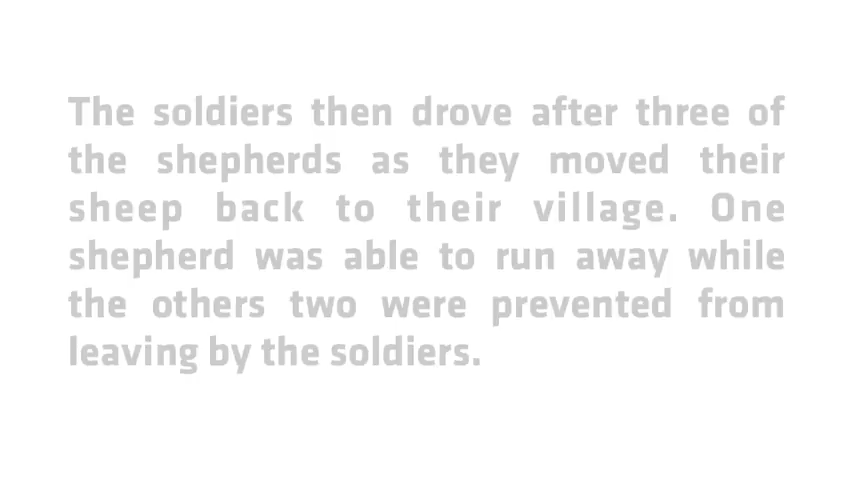 The soldiers then drove after three of
the shepherds as they moved their
sheep back to their village. One
shepherd was able to run away while
the others two were prevented from
leaving by the soldiers.